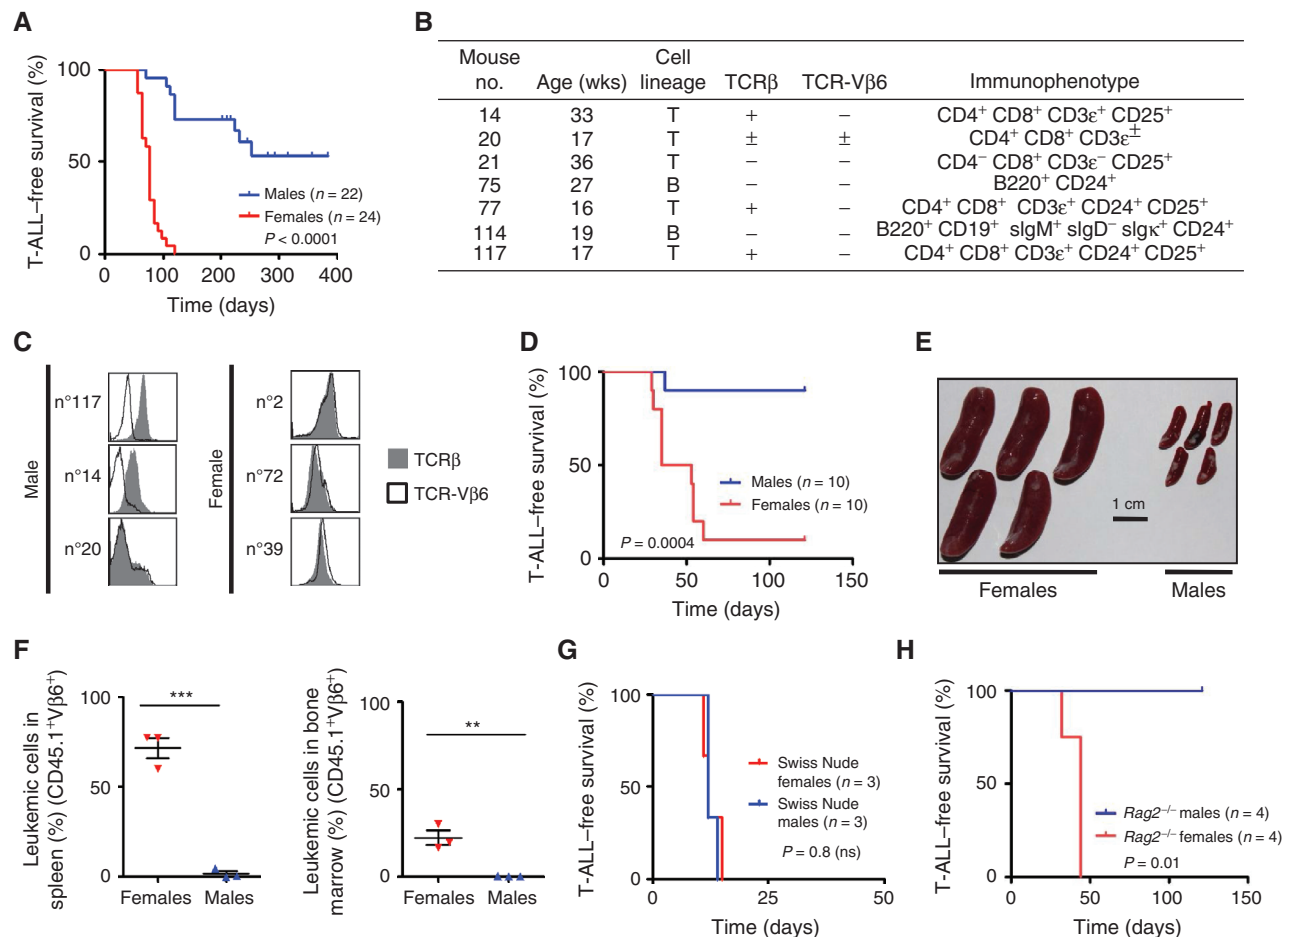 A
T-ALL–free survival (%)
100
50
0
0 100 200 300 400
Time (days)
Males (n = 22)
Females (n = 24)
P < 0.0001
B
Mouse no. Age (wks) Cell lineage TCRβ TCR-Vβ6 Immunophenotype
14 33 T + – CD4⁺ CD8⁺ CD3ε⁺ CD25⁺
20 17 T ± ± CD4⁺ CD8⁺ CD3ε±
21 36 T – – CD4⁻ CD8⁺ CD3ε⁻ CD25⁺
75 27 B – – B220⁺ CD24⁺
77 16 T + – CD4⁺ CD8⁺ CD3ε⁺ CD24⁺ CD25⁺
114 19 B – – B220⁺ CD19⁺ sIgM⁺ sIgD⁻ sIgκ⁺ CD24⁺
117 17 T + – CD4⁺ CD8⁺ CD3ε⁺ CD24⁺ CD25⁺
C
Male
n°117
n°14
n°20
Female
n°2
n°72
n°39
TCRβ
TCR-Vβ6
D
T-ALL–free survival (%)
100
50
0
0 50 100 150
Time (days)
Males (n = 10)
Females (n = 10)
P = 0.0004
E
1 cm
Females Males
F
Leukemic cells in
spleen (%) (CD45.1⁺Vβ6⁺)
100
50
0
***
Females Males
Leukemic cells in bone
marrow (%) (CD45.1⁺Vβ6⁺)
100
50
0
**
Females Males
G
T-ALL–free survival (%)
100
50
0
0 25 50
Time (days)
Swiss Nude
females (n = 3)
Swiss Nude
males (n = 3)
P = 0.8 (ns)
H
T-ALL–free survival (%)
100
50
0
0 50 100 150
Time (days)
Rag2⁻/⁻ males (n = 4)
Rag2⁻/⁻ females (n = 4)
P = 0.01